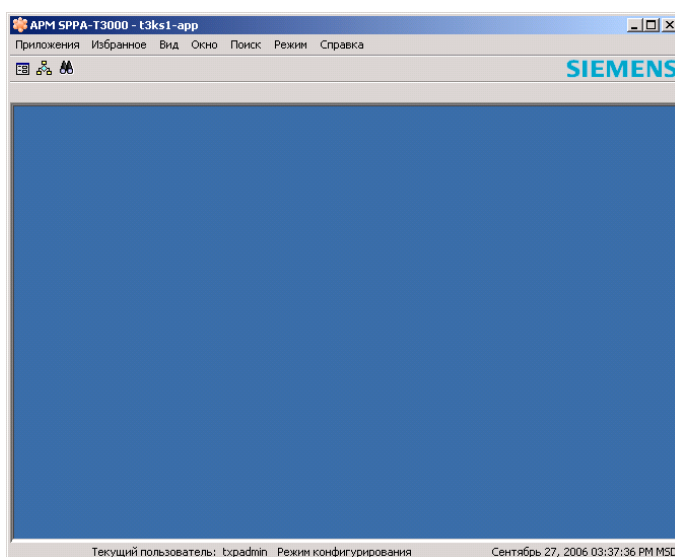 АРМ SPPA-T3000 - t3ks1-app
Приложения Избранное Вид Окно Поиск Режим Справка
SIEMENS
Текущий пользователь: txpadmin Режим конфигурирования Сентябрь 27, 2006 03:37:36 PM MSD